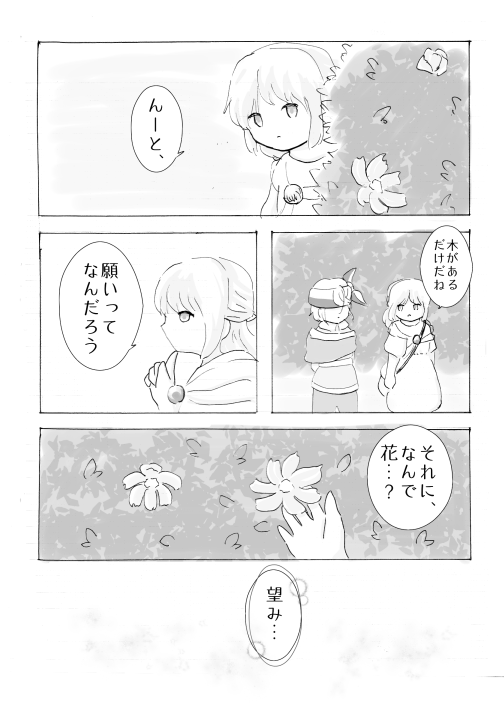 んーと、
木がある
だけだね
願いって
なんだろう
それに、
なんで
花…?
望み…